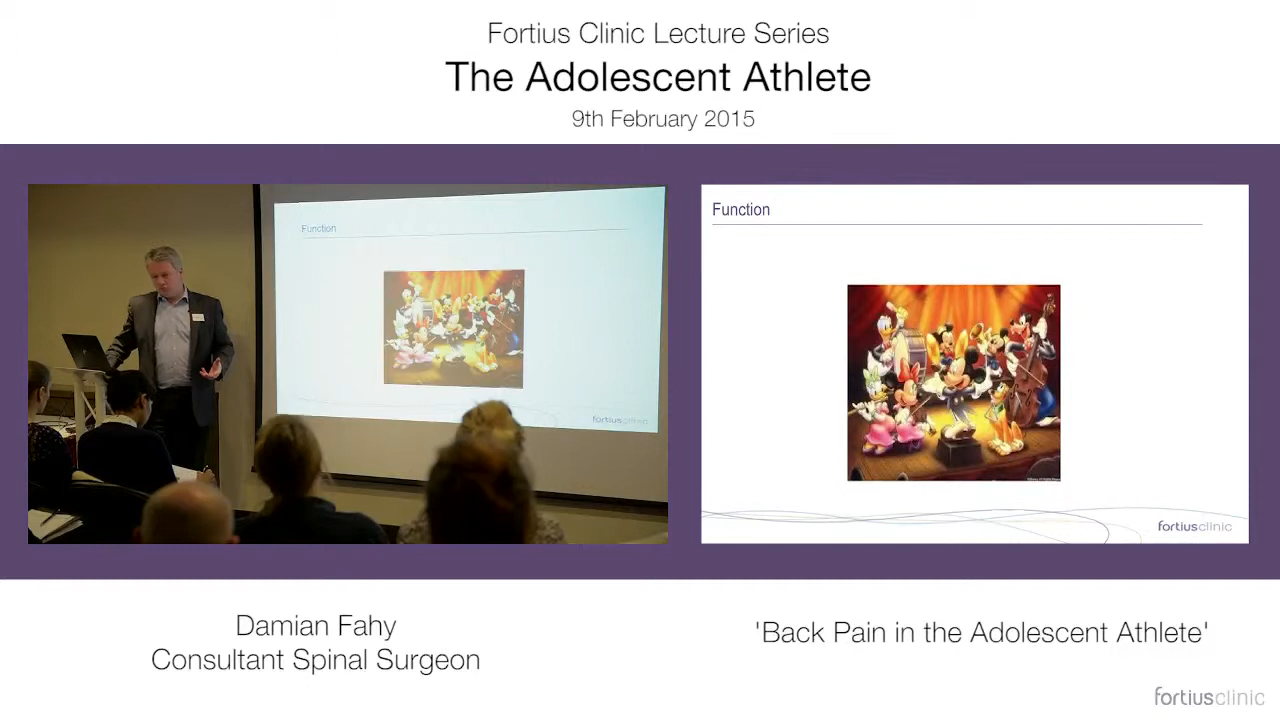 Fortius Clinic Lecture Series
The Adolescent Athlete
9th February 2015
Function
fortiusclinic
Function
fortiusclinic
Damian Fahy
Consultant Spinal Surgeon
'Back Pain in the Adolescent Athlete'
fortiusclinic